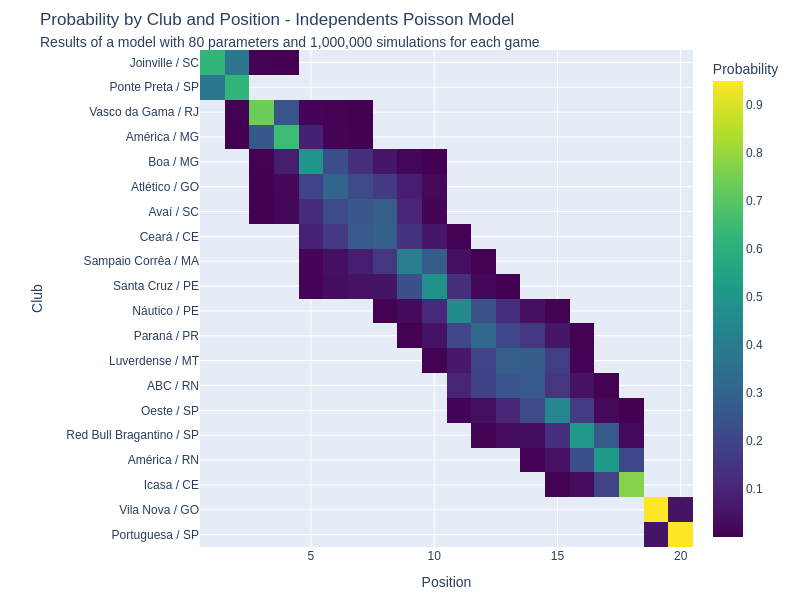 Probability by Club and Position - Independents Poisson Model
Results of a model with 80 parameters and 1,000,000 simulations for each game
Probability
Joinville / SC
Ponte Preta / SP
Vasco da Gama / RJ
América / MG
Boa / MG
Atlético / GO
Avaí / SC
Ceará / CE
Sampaio Corrêa / MA
Santa Cruz / PE
Náutico / PE
Paraná / PR
Luverdense / MT
ABC / RN
Oeste / SP
Red Bull Bragantino / SP
América / RN
Icasa / CE
Vila Nova / GO
Portuguesa / SP
Club
5
10
15
20
Position
0.9
0.8
0.7
0.6
0.5
0.4
0.3
0.2
0.1